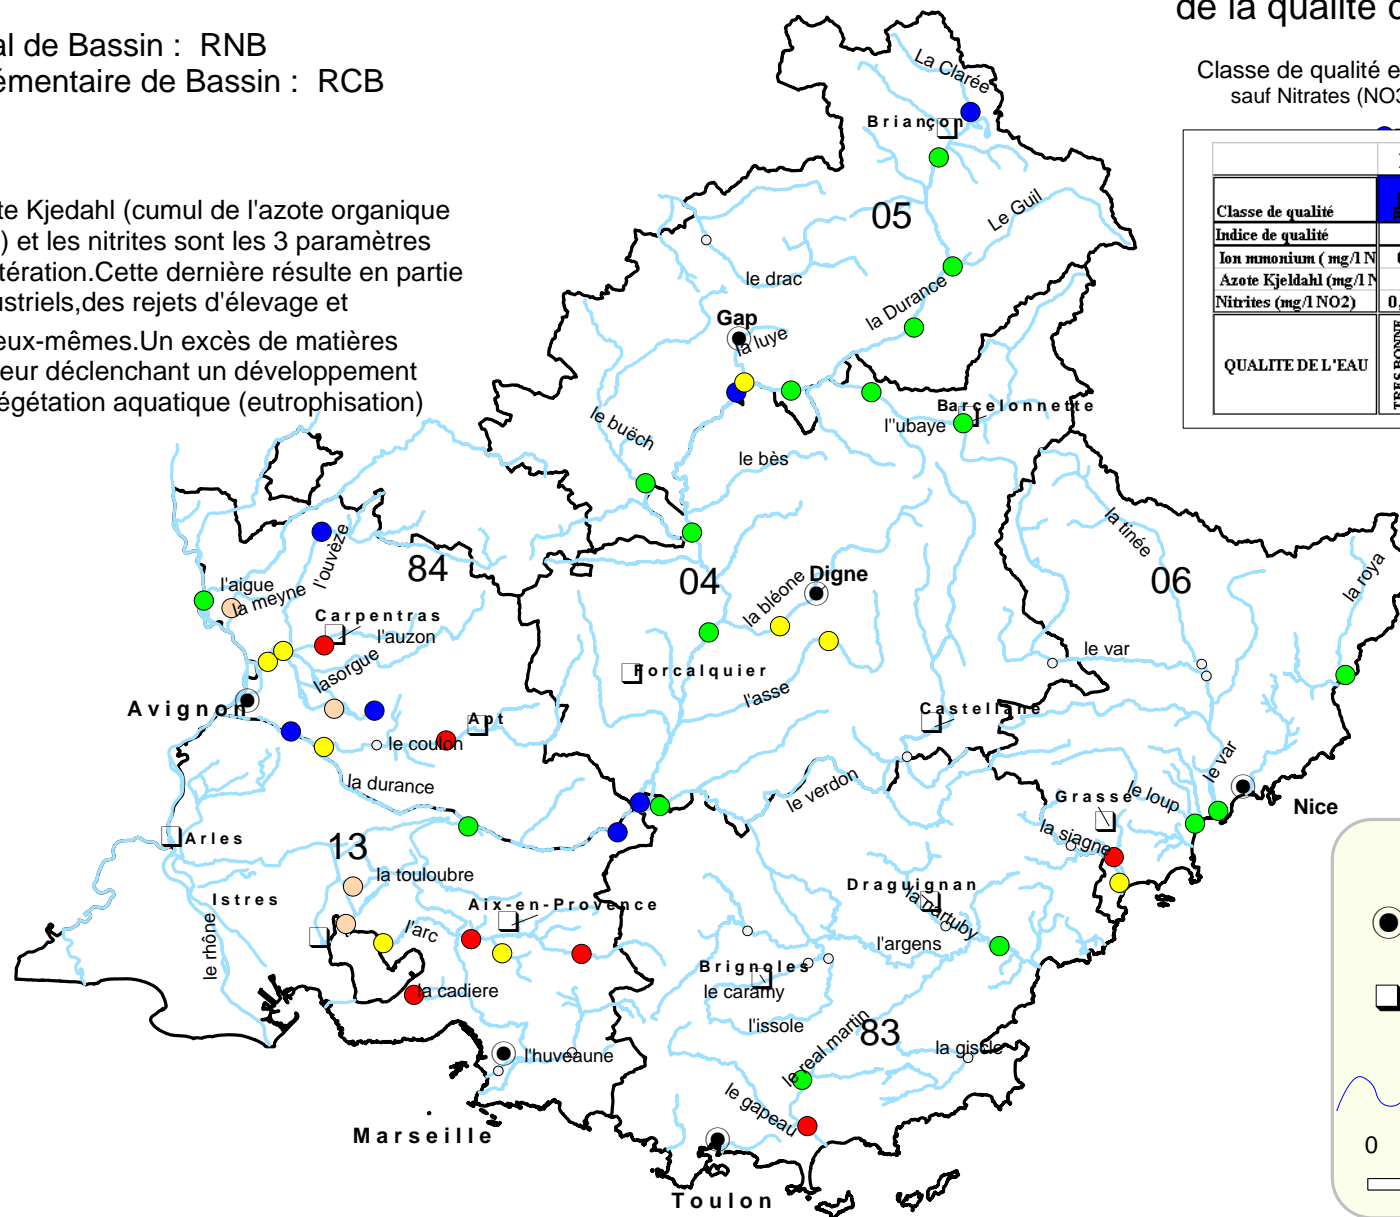 al de Bassin : RNB
émentaire de Bassin : RCB
te Kjedahl (cumul de l'azote organique
) et les nitrites sont les 3 paramètres
tération.Cette dernière résulte en partie
ustriels,des rejets d'élevage et
eux-mêmes.Un excès de matières
eur déclenchant un développement
égétation aquatique (eutrophisation)
de la qualité
Classe de qualité e
sauf Nitrates (NO3
Classe de qualité
Indice de qualité
Ion mmonium ( mg/l N
Azote Kjeldahl (mg/l N
Nitrites (mg/l NO2) 0,
QUALITE DE L'EAU
TRES BONNE
La Clarée
Briançon
05
Le Guil
le drac
la Durance
Gap
la luye
Barcelonnette
l''ubaye
le buëch
le bès
la tinée
l'ouvèze
84
04
Digne
06
la roya
l'aigue
la meyne
la bléone
Carpentras
l'auzon
le var
lasorgue
Forcalquier
l'asse
Avignon
Apt
Castellane
le coulon
le var
la durance
le verdon
le loup
Grasse
Nice
Arles
13
la siagne
la touloubre
Draguignan
Istres
Aix-en-Provence
la nartuby
l'arc
l'argens
le rhône
Brignoles
la cadiere
le caramy
l'issole
le real martin
83
la giscle
l'huveaune
le gapeau
Marseille
Toulon
0